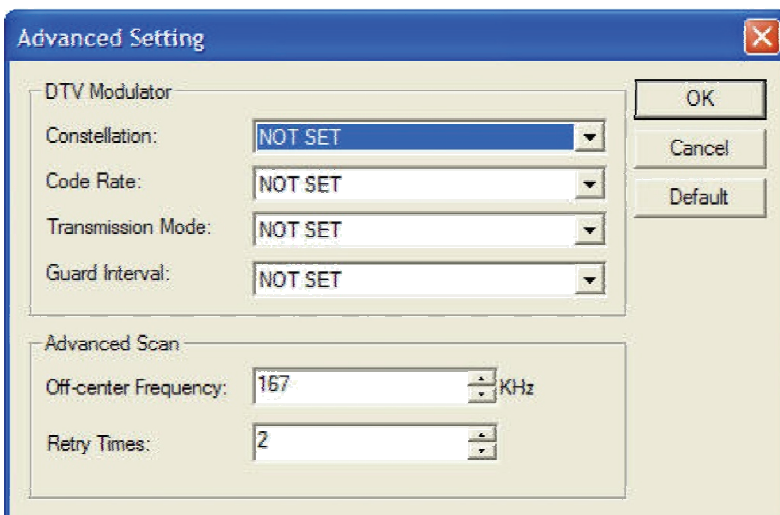 Advanced Setting
DTV Modulator
Constellation: NOT SET
Code Rate: NOT SET
Transmission Mode: NOT SET
Guard Interval: NOT SET
OK
Cancel
Default
Advanced Scan
Off-center Frequency: 167 KHz
Retry Times: 2